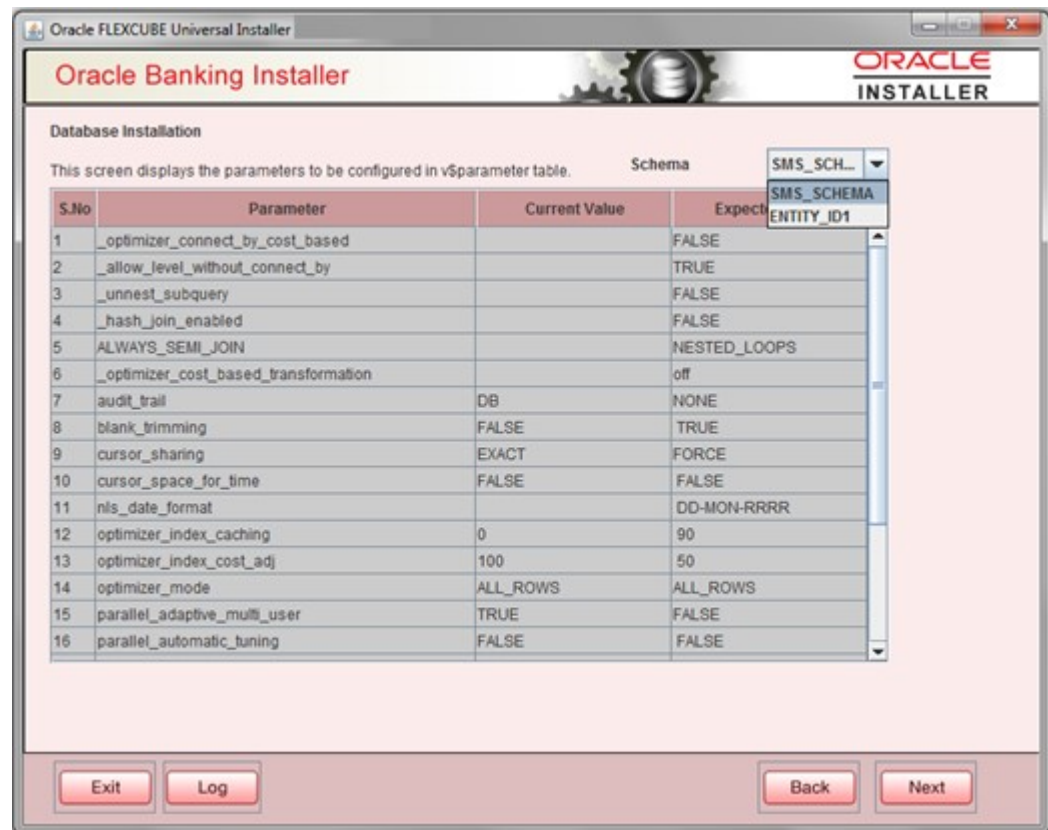 Oracle FLEXCUBE Universal Installer
Oracle Banking Installer
ORACLE
INSTALLER
Database Installation
This screen displays the parameters to be configured in v$parameter table. Schema SMS_SCH...
SMS_SCHEMA
ENTITY_ID1
S.No Parameter Current Value
1 _optimizer_connect_by_cost_based FALSE
2 _allow_level_without_connect_by TRUE
3 _unnest_subquery FALSE
4 _hash_join_enabled FALSE
5 ALWAYS_SEMI_JOIN NESTED_LOOPS
6 _optimizer_cost_based_transformation off
7 audit_trail DB NONE
8 blank_trimming FALSE TRUE
9 cursor_sharing EXACT FORCE
10 cursor_space_for_time FALSE FALSE
11 nls_date_format DD-MON-RRRR
12 optimizer_index_caching 0 90
13 optimizer_index_cost_adj 100 50
14 optimizer_mode ALL_ROWS ALL_ROWS
15 parallel_adaptive_multi_user TRUE FALSE
16 parallel_automatic_tuning FALSE FALSE
Exit Log Back Next